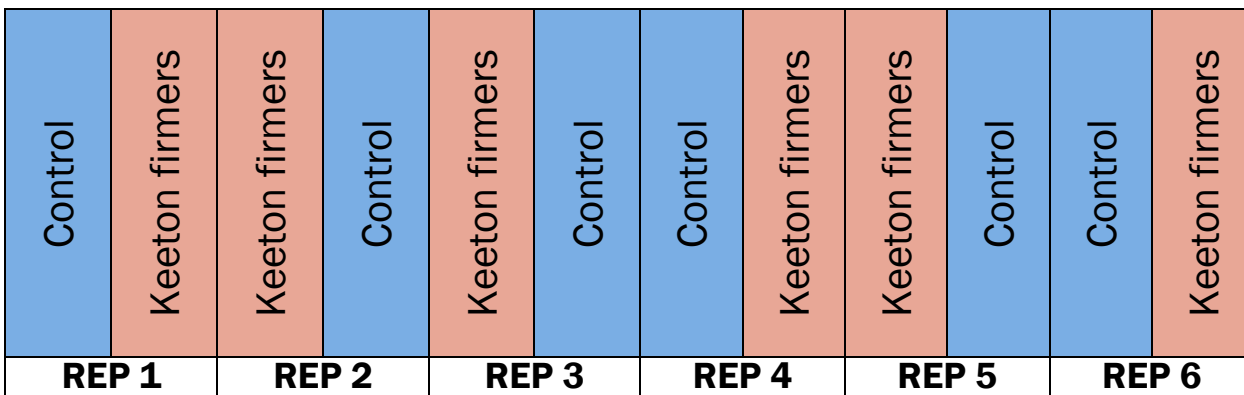 Control
Keeton firmers
Keeton firmers
Control
Keeton firmers
Control
Control
Keeton firmers
Keeton firmers
Control
Control
Keeton firmers
REP 1
REP 2
REP 3
REP 4
REP 5
REP 6